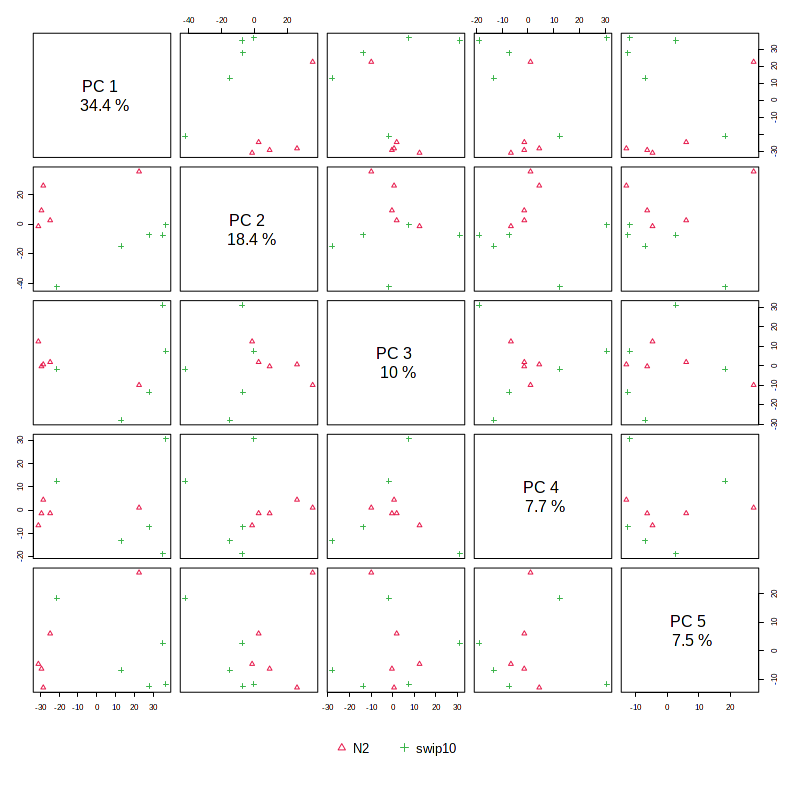 -40 -20 0 20
-20 -10 0 10 20 30
PC 1
34.4 %
-30 -10 0 10 20 30
-40 -20 0 20
PC 2
18.4 %
PC 3
10 %
-30 -20 -10 0 10 20 30
-20 -10 0 10 20 30
PC 4
7.7 %
PC 5
7.5 %
-10 0 10 20
-30 -20 -10 0 10 20 30
-30 -20 -10 0 10 20 30
-10 0 10 20
N2 swip10